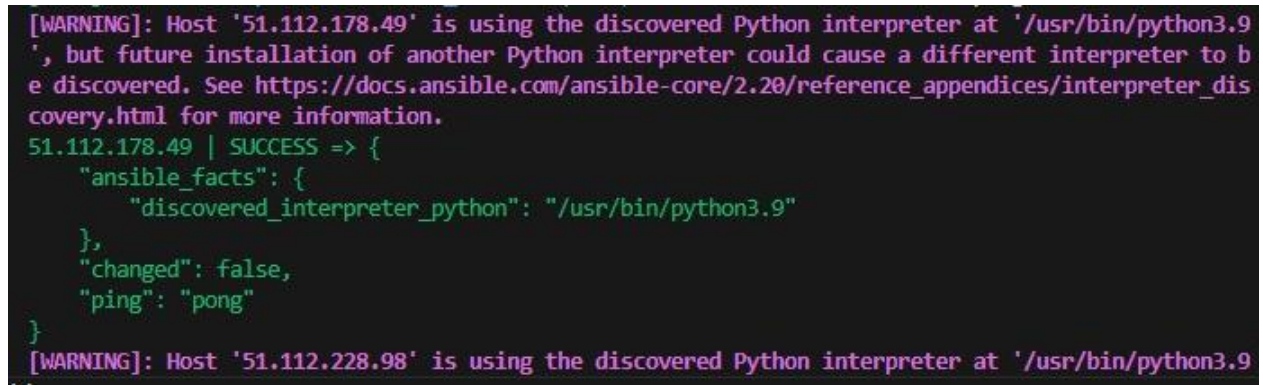 [WARNING]: Host '51.112.178.49' is using the discovered Python interpreter at '/usr/bin/python3.9
', but future installation of another Python interpreter could cause a different interpreter to b
e discovered. See https://docs.ansible.com/ansible-core/2.20/reference_appendices/interpreter_dis
covery.html for more information.
51.112.178.49 | SUCCESS => {
    "ansible_facts": {
        "discovered_interpreter_python": "/usr/bin/python3.9"
    },
    "changed": false,
    "ping": "pong"
}
[WARNING]: Host '51.112.228.98' is using the discovered Python interpreter at '/usr/bin/python3.9